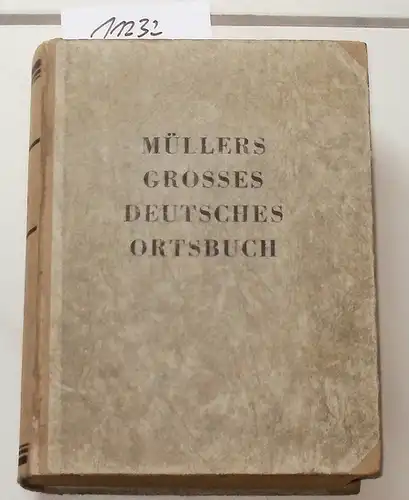 11232
MÜLLERS
GROSSES
DEUTSCHES
ORTSBUCH